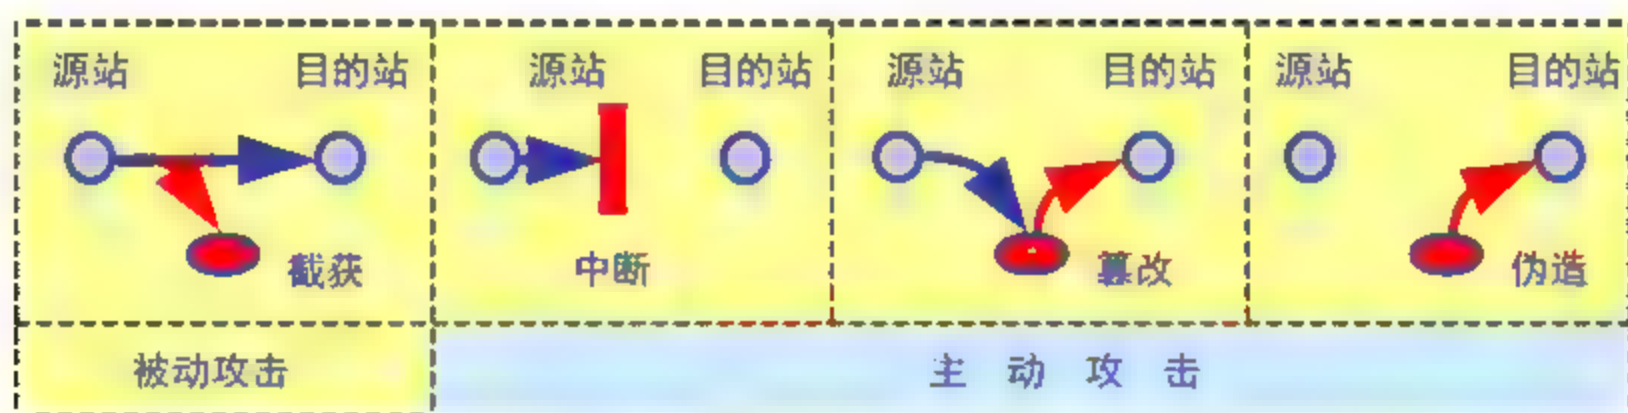 源站 目的站 源站 目的站 源站 目的站 源站 目的站
截获 中断 篡改 伪造
被动攻击 主动攻击